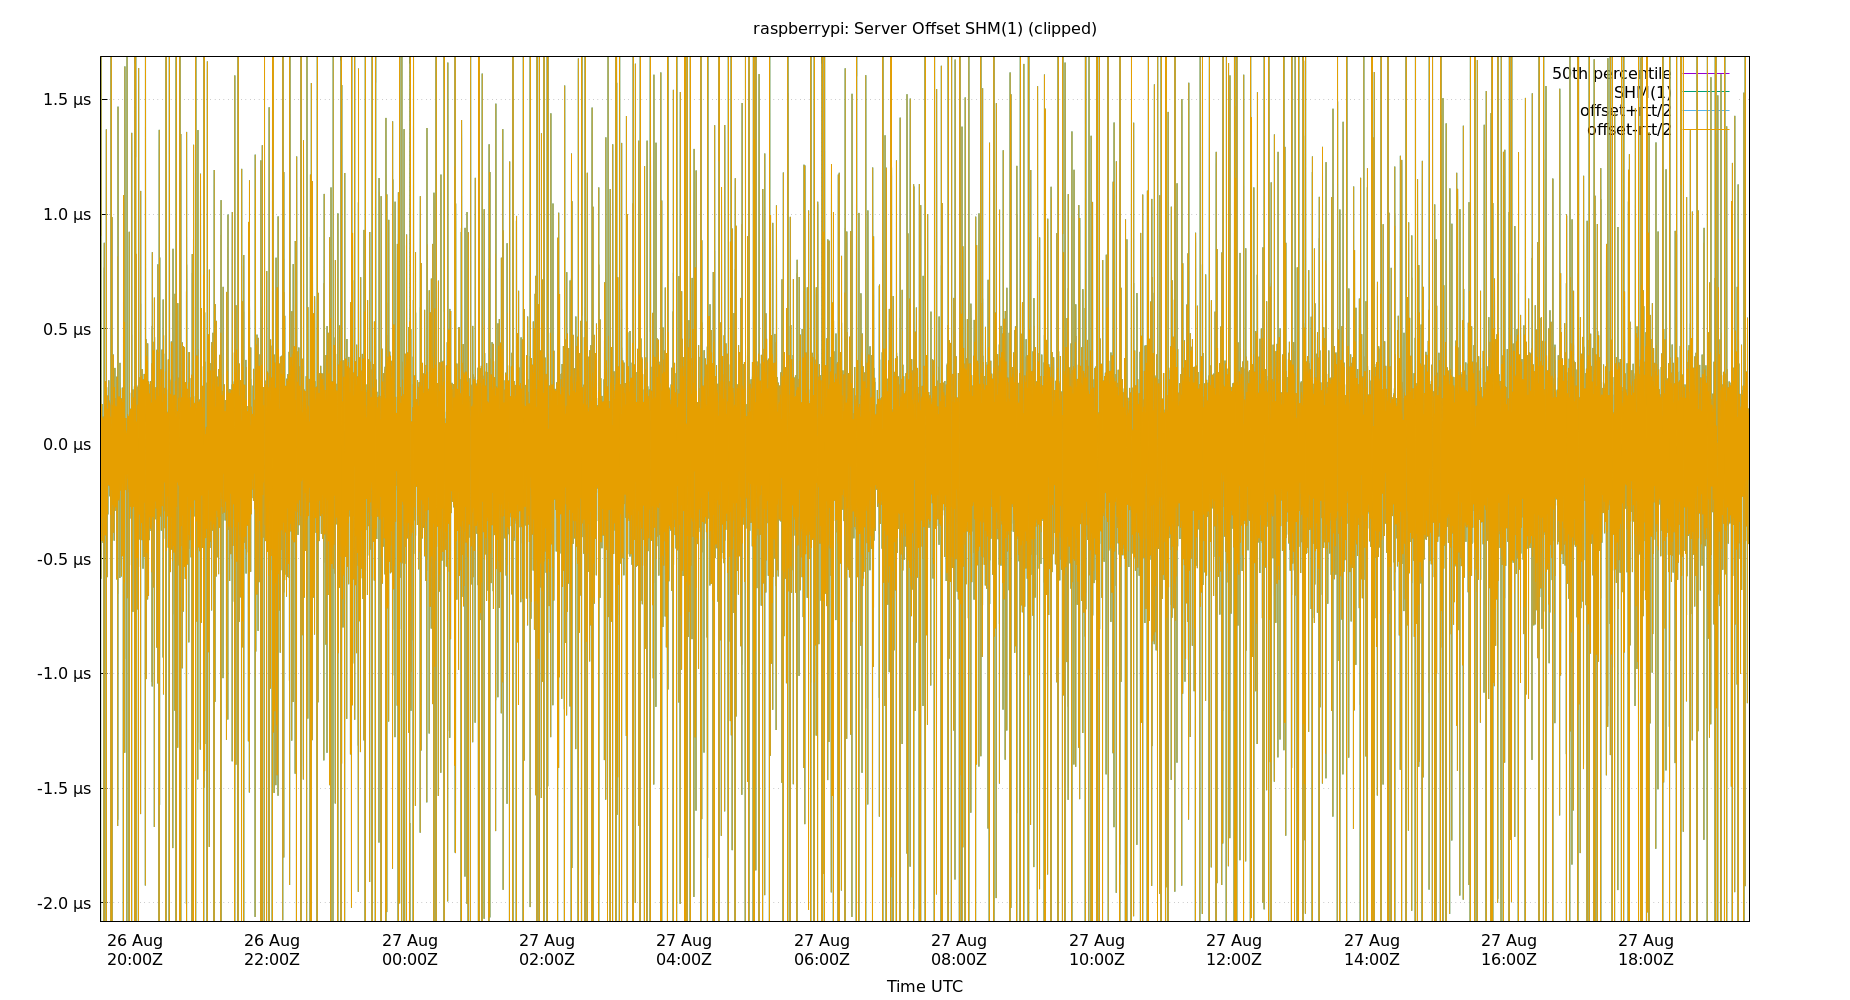 raspberrypi: Server Offset SHM(1) (clipped)
50th percentile
SHM(1)
offset+rtt/2
offset-rtt/2
1.5 µs
1.0 µs
0.5 µs
0.0 µs
-0.5 µs
-1.0 µs
-1.5 µs
-2.0 µs
26 Aug 26 Aug 27 Aug 27 Aug 27 Aug 27 Aug 27 Aug 27 Aug 27 Aug 27 Aug 27 Aug 27 Aug
20:00Z 22:00Z 00:00Z 02:00Z 04:00Z 06:00Z 08:00Z 10:00Z 12:00Z 14:00Z 16:00Z 18:00Z
Time UTC